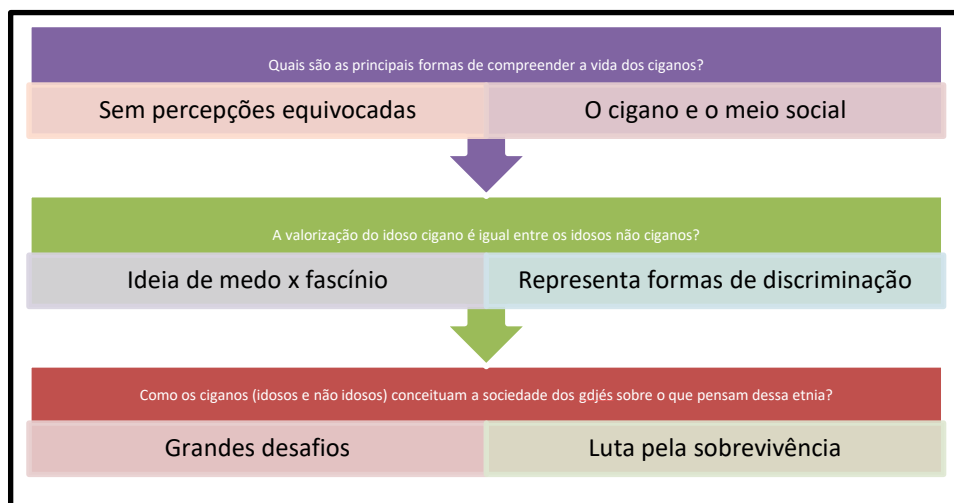 Quais são as principais formas de compreender a vida dos ciganos?
Sem percepções equivocadas
O cigano e o meio social
A valorização do idoso cigano é igual entre os idosos não ciganos?
Ideia de medo x fascínio
Representa formas de discriminação
Como os ciganos (idosos e não idosos) conceituam a sociedade dos gdjés sobre o que pensam dessa etnia?
Grandes desafios
Luta pela sobrevivência